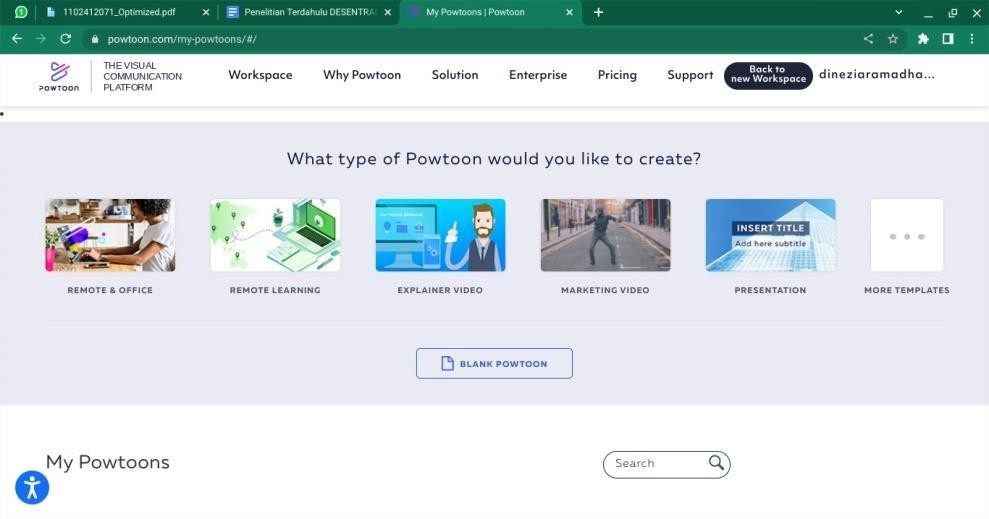 1
1102412071_Optimized.pdf
Penelitian Terdahulu DESENTRA
My Powtoons | Powtoon
powtoon.com/my-powtoons/#/
POWTOON
THE VISUAL
COMMUNICATION
PLATFORM
Workspace
Why Powtoon
Solution
Enterprise
Pricing
Support
Back to
new Workspace
dineziaramadha...
What type of Powtoon would you like to create?
SOFTWARE UPGRADE
INSERT TITLE
Add here subtitle
REMOTE & OFFICE
REMOTE LEARNING
EXPLAINER VIDEO
MARKETING VIDEO
PRESENTATION
MORE TEMPLATES
BLANK POWTOON
My Powtoons
Search